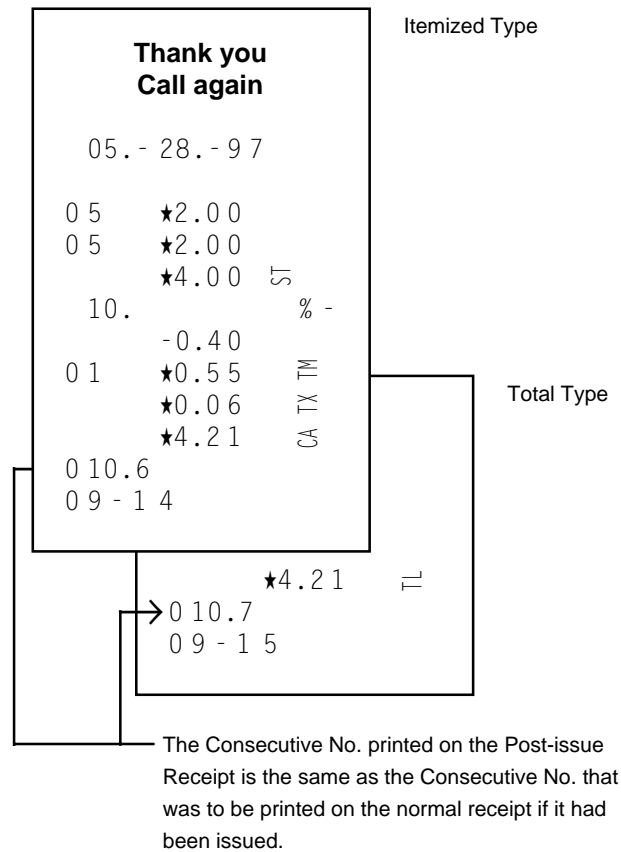 Itemized Type
Thank you
Call again
05.-28.-97
05 ★2.00
05 ★2.00
★4.00 ST
10. %-
-0.40
01 ★0.55 TM
★0.06 TX
★4.21 CA
010.6
09-14
Total Type
★4.21 TL
010.7
09-15
The Consecutive No. printed on the Post-issue
Receipt is the same as the Consecutive No. that
was to be printed on the normal receipt if it had
been issued.